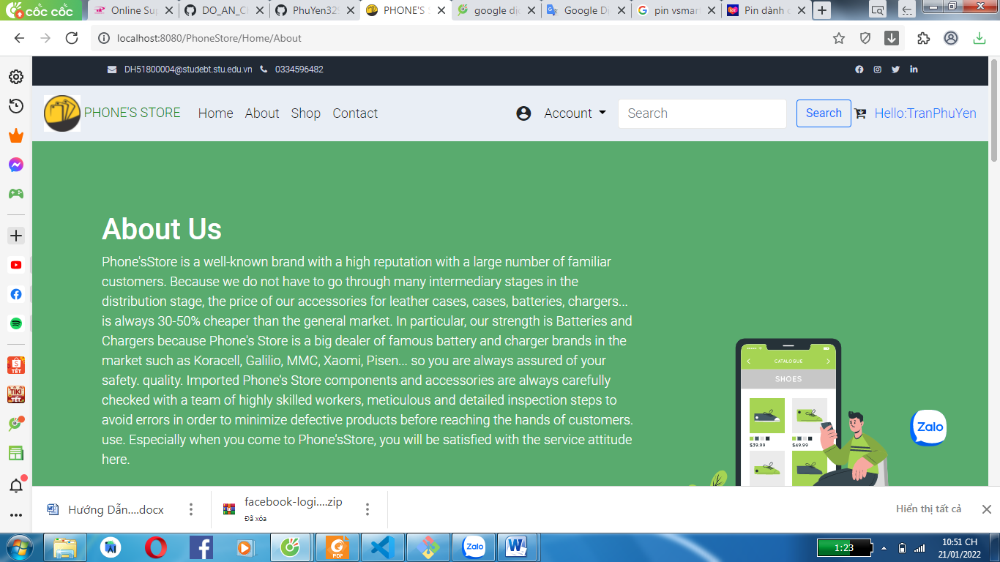 cốc cốc
Online Sup
DO_AN_C
PhuYen329
PHONE'S S
google dịc
Google Dị
pin vsmart
Pin dành c
localhost:8080/PhoneStore/Home/About
DH51800004@studebt.stu.edu.vn 0334596482
PHONE'S STORE Home About Shop Contact Account Search Search Hello:TranPhuYen
About Us
Phone'sStore is a well-known brand with a high reputation with a large number of familiar
customers. Because we do not have to go through many intermediary stages in the
distribution stage, the price of our accessories for leather cases, cases, batteries, chargers...
is always 30-50% cheaper than the general market. In particular, our strength is Batteries and
Chargers because Phone's Store is a big dealer of famous battery and charger brands in the
market such as Koracell, Galilio, MMC, Xaomi, Pisen... so you are always assured of your
safety. quality. Imported Phone's Store components and accessories are always carefully
checked with a team of highly skilled workers, meticulous and detailed inspection steps to
avoid errors in order to minimize defective products before reaching the hands of customers.
use. Especially when you come to Phone'sStore, you will be satisfied with the service attitude
here.
CATALOGUE
SHOES
$39.99 $49.99
Zalo
TẾT
TIKI
TẾT
Hướng Dẫn....docx
facebook-logi....zip
Đã xóa
Hiển thị tất cả
PDF
Zalo
1:23
10:51 CH
21/01/2022